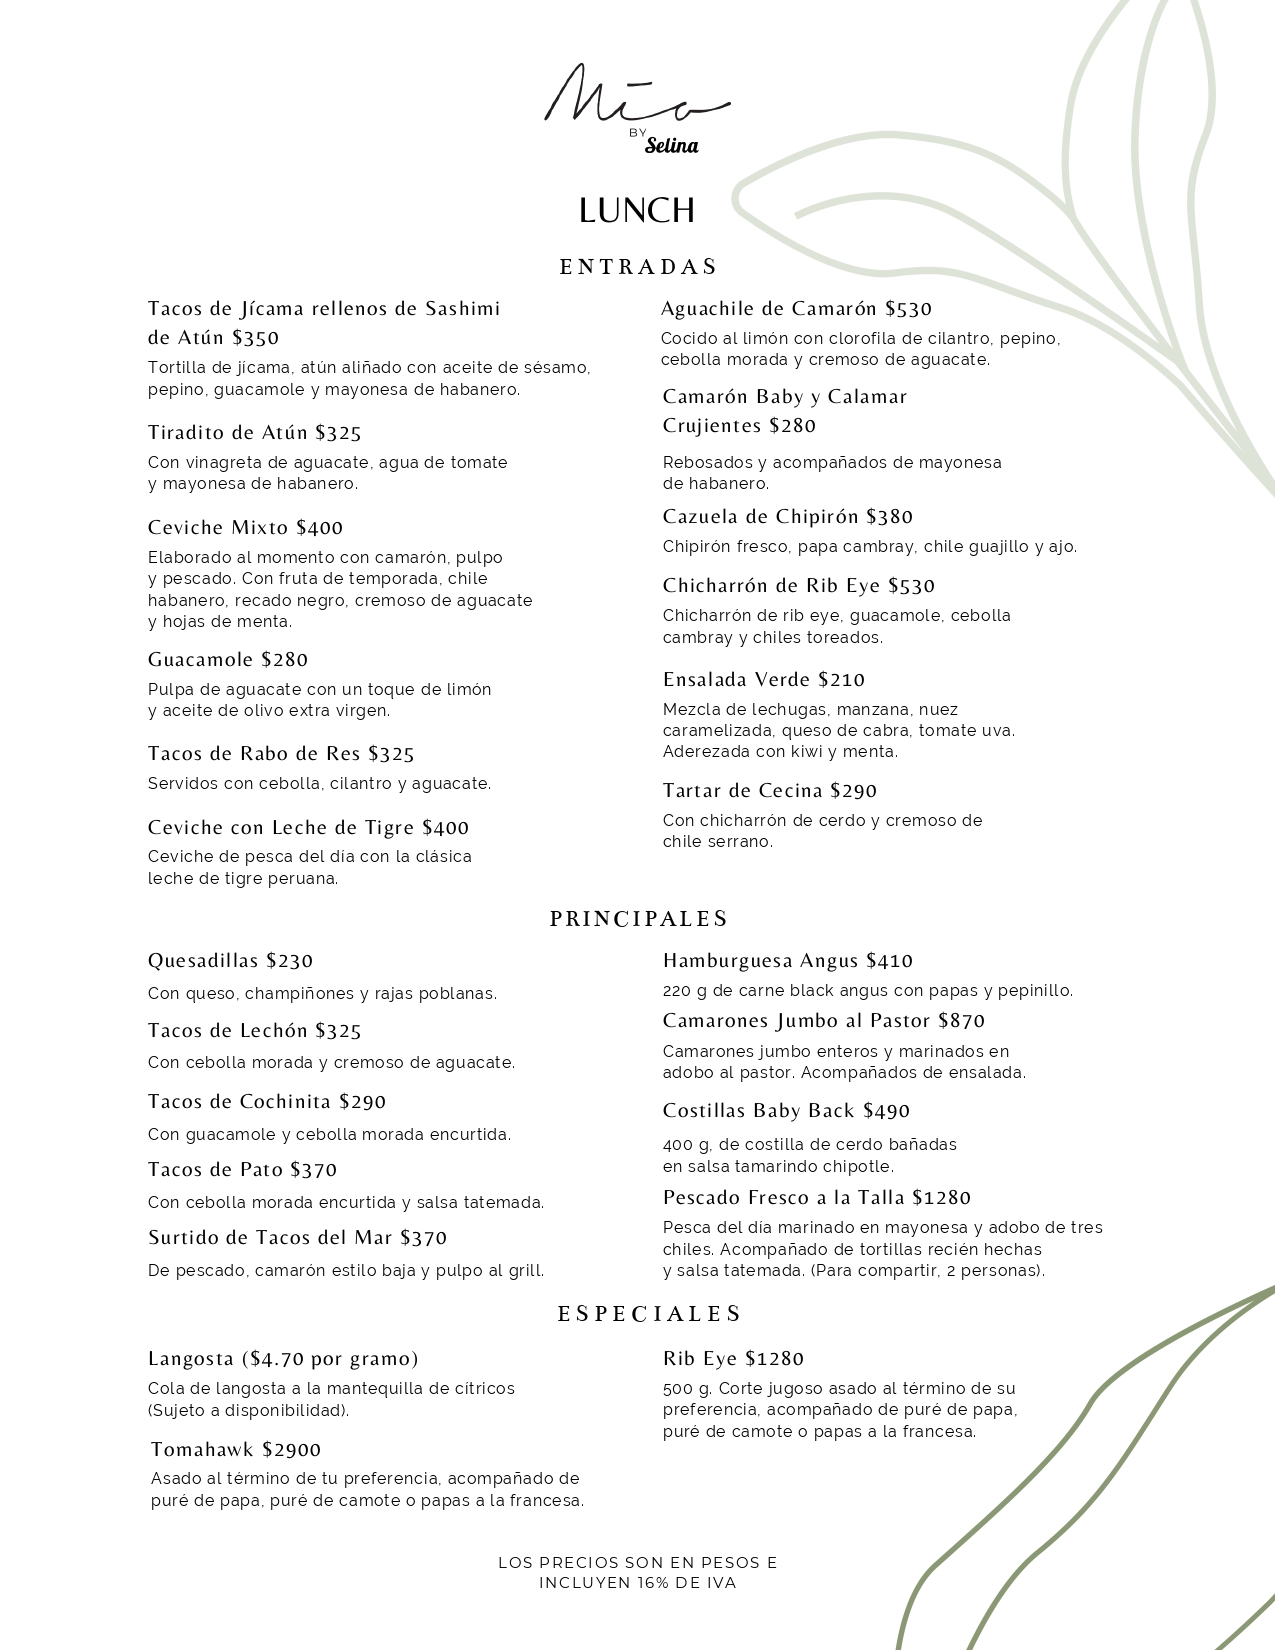 Mío
BY
Selina
LUNCH
ENTRADAS
Tacos de Jícama rellenos de Sashimi
de Atún $350
Tortilla de jícama, atún aliñado con aceite de sésamo,
pepino, guacamole y mayonesa de habanero.
Tiradito de Atún $325
Con vinagreta de aguacate, agua de tomate
y mayonesa de habanero.
Ceviche Mixto $400
Elaborado al momento con camarón, pulpo
y pescado. Con fruta de temporada, chile
habanero, recado negro, cremoso de aguacate
y hojas de menta.
Guacamole $280
Pulpa de aguacate con un toque de limón
y aceite de olivo extra virgen.
Tacos de Rabo de Res $325
Servidos con cebolla, cilantro y aguacate.
Ceviche con Leche de Tigre $400
Ceviche de pesca del día con la clásica
leche de tigre peruana.
Aguachile de Camarón $530
Cocido al limón con clorofila de cilantro, pepino,
cebolla morada y cremoso de aguacate.
Camarón Baby y Calamar
Crujientes $280
Rebosados y acompañados de mayonesa
de habanero.
Cazuela de Chipirón $380
Chipirón fresco, papa cambray, chile guajillo y ajo.
Chicharrón de Rib Eye $530
Chicharrón de rib eye, guacamole, cebolla
cambray y chiles toreados.
Ensalada Verde $210
Mezcla de lechugas, manzana, nuez
caramelizada, queso de cabra, tomate uva.
Aderezada con kiwi y menta.
Tartar de Cecina $290
Con chicharrón de cerdo y cremoso de
chile serrano.
PRINCIPALES
Quesadillas $230
Con queso, champiñones y rajas poblanas.
Tacos de Lechón $325
Con cebolla morada y cremoso de aguacate.
Tacos de Cochinita $290
Con guacamole y cebolla morada encurtida.
Tacos de Pato $370
Con cebolla morada encurtida y salsa tatemada.
Surtido de Tacos del Mar $370
De pescado, camarón estilo baja y pulpo al grill.
Hamburguesa Angus $410
220 g de carne black angus con papas y pepinillo.
Camarones Jumbo al Pastor $870
Camarones jumbo enteros y marinados en
adobo al pastor. Acompañados de ensalada.
Costillas Baby Back $490
400 g, de costilla de cerdo bañadas
en salsa tamarindo chipotle.
Pescado Fresco a la Talla $1280
Pesca del día marinado en mayonesa y adobo de tres
chiles. Acompañado de tortillas recién hechas
y salsa tatemada. (Para compartir, 2 personas).
ESPECIALES
Langosta ($4.70 por gramo)
Cola de langosta a la mantequilla de cítricos
(Sujeto a disponibilidad).
Tomahawk $2900
Asado al término de tu preferencia, acompañado de
puré de papa, puré de camote o papas a la francesa.
Rib Eye $1280
500 g. Corte jugoso asado al término de su
preferencia, acompañado de puré de papa,
puré de camote o papas a la francesa.
LOS PRECIOS SON EN PESOS E
INCLUYEN 16% DE IVA